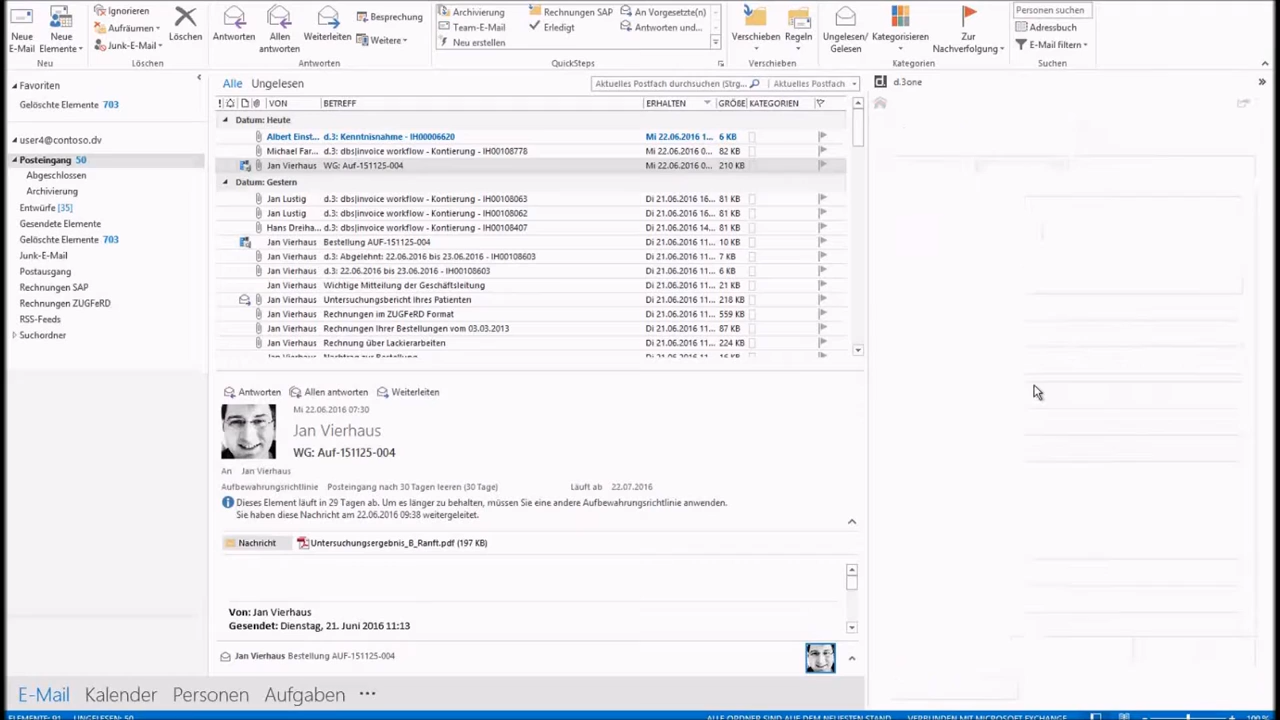 Neue
E-Mail
Neue
Elemente
Neu
Ignorieren
Aufräumen
Junk-E-Mail
Löschen
Löschen
Antworten
Allen
antworten
Weiterleiten
Besprechung
Weitere
Antworten
Archivierung
Team-E-Mail
Neu erstellen
Rechnungen SAP
Erledigt
An Vorgesetzte(n)
Antworten und...
QuickSteps
Verschieben
Regeln
Verschieben
Ungelesen/
Gelesen
Kategorisieren
Zur
Nachverfolgung
Kategorien
Personen suchen
Adressbuch
E-Mail filtern
Suchen
Favoriten
Gelöschte Elemente 703
user4@contoso.dv
Posteingang 50
Abgeschlossen
Archivierung
Entwürfe [35]
Gesendete Elemente
Gelöschte Elemente 703
Junk-E-Mail
Postausgang
Rechnungen SAP
Rechnungen ZUGFeRD
RSS-Feeds
Suchordner
Alle Ungelesen
Aktuelles Postfach durchsuchen (Strg... Aktuelles Postfach
VON BETREFF ERHALTEN GRÖßE KATEGORIEN
Datum: Heute
Albert Einst... d.3: Kenntnisnahme - IH00006620 Mi 22.06.2016 1... 6 KB
Michael Far... d.3: dbs|invoice workflow - Kontierung - IH00108778 Mi 22.06.2016 0... 82 KB
Jan Vierhaus WG: Auf-151125-004 Mi 22.06.2016 0... 210 KB
Datum: Gestern
Jan Lustig d.3: dbs|invoice workflow - Kontierung - IH00108063 Di 21.06.2016 16... 81 KB
Jan Lustig d.3: dbs|invoice workflow - Kontierung - IH00108062 Di 21.06.2016 16... 81 KB
Hans Dreiha... d.3: dbs|invoice workflow - Kontierung - IH00108407 Di 21.06.2016 14... 81 KB
Jan Vierhaus Bestellung AUF-151125-004 Di 21.06.2016 11... 10 KB
Jan Vierhaus d.3: Abgelehnt: 22.06.2016 bis 23.06.2016 - IH00108603 Di 21.06.2016 11... 7 KB
Jan Vierhaus d.3: 22.06.2016 bis 23.06.2016 - IH00108603 Di 21.06.2016 11... 6 KB
Jan Vierhaus Wichtige Mitteilung der Geschäftsleitung Di 21.06.2016 11... 21 KB
Jan Vierhaus Untersuchungsbericht Ihres Patienten Di 21.06.2016 11... 218 KB
Jan Vierhaus Rechnungen im ZUGFeRD Format Di 21.06.2016 11... 559 KB
Jan Vierhaus Rechnungen Ihrer Bestellungen vom 03.03.2013 Di 21.06.2016 11... 87 KB
Jan Vierhaus Rechnung über Lackierarbeiten Di 21.06.2016 11... 224 KB
Jan Vierhaus Nachtrag zur Bestellung Di 21.06.2016 11... 16 KB
Antworten Allen antworten Weiterleiten
Mi 22.06.2016 07:30
Jan Vierhaus
WG: Auf-151125-004
An Jan Vierhaus
Aufbewahrungsrichtlinie Posteingang nach 30 Tagen leeren (30 Tage) Läuft ab 22.07.2016
Dieses Element läuft in 29 Tagen ab. Um es länger zu behalten, müssen Sie eine andere Aufbewahrungsrichtlinie anwenden.
Sie haben diese Nachricht am 22.06.2016 09:38 weitergeleitet.
Nachricht Untersuchungsergebnis_B_Ranft.pdf (197 KB)
Von: Jan Vierhaus
Gesendet: Dienstag, 21. Juni 2016 11:13
Jan Vierhaus Bestellung AUF-151125-004
d.3one
E-Mail Kalender Personen Aufgaben
ELEMENTE: 91 UNGELESEN: 50 ALLE ORDNER SIND AUF DEM NEUESTEN STAND. VERBUNDEN MIT MICROSOFT EXCHANGE 100 %